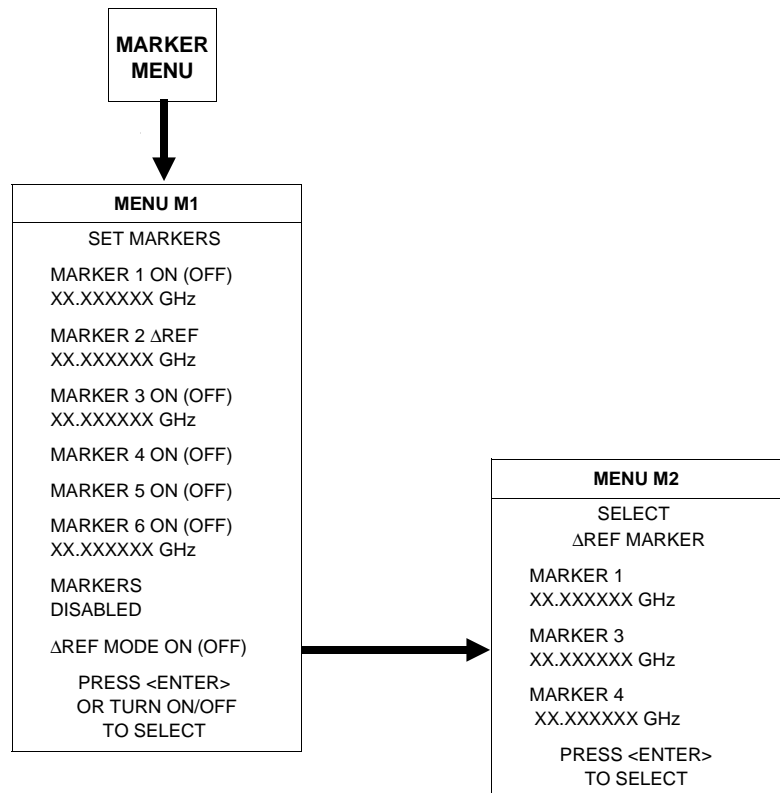 MARKER
MENU
MENU M1
SET MARKERS
MARKER 1 ON (OFF)
XX.XXXXXX GHz
MARKER 2 ∆REF
XX.XXXXXX GHz
MARKER 3 ON (OFF)
XX.XXXXXX GHz
MARKER 4 ON (OFF)
MARKER 5 ON (OFF)
MARKER 6 ON (OFF)
XX.XXXXXX GHz
MARKERS
DISABLED
∆REF MODE ON (OFF)
PRESS <ENTER>
OR TURN ON/OFF
TO SELECT
MENU M2
SELECT
∆REF MARKER
MARKER 1
XX.XXXXXX GHz
MARKER 3
XX.XXXXXX GHz
MARKER 4
XX.XXXXXX GHz
PRESS <ENTER>
TO SELECT